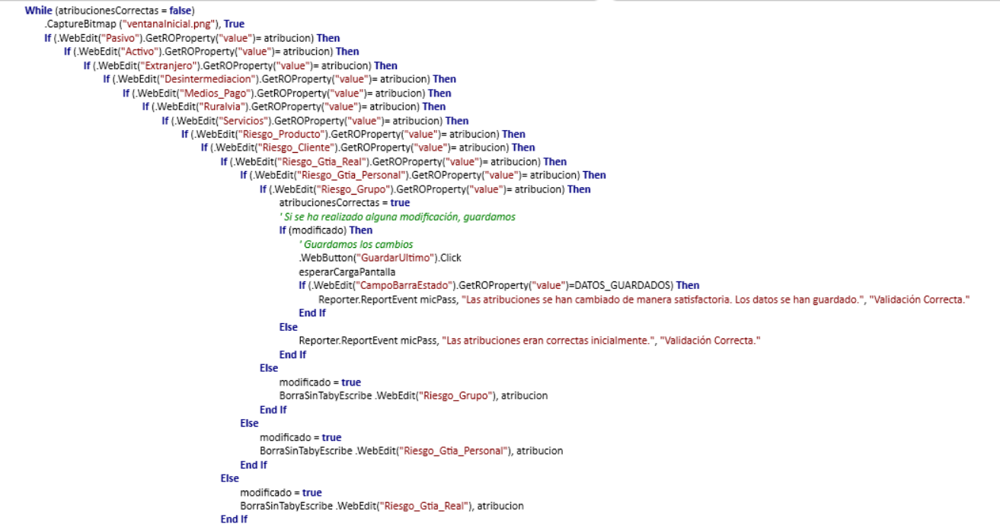 While (atribucionesCorrectas = false)
.CaptureBitmap ("ventanaInicial.png"), True
If (.WebEdit("Pasivo").GetROProperty("value")= atribucion) Then
If (.WebEdit("Activo").GetROProperty("value")= atribucion) Then
If (.WebEdit("Extranjero").GetROProperty("value")= atribucion) Then
If (.WebEdit("Desintermediacion").GetROProperty("value")= atribucion) Then
If (.WebEdit("Medios_Pago").GetROProperty("value")= atribucion) Then
If (.WebEdit("Ruralvia").GetROProperty("value")= atribucion) Then
If (.WebEdit("Servicios").GetROProperty("value")= atribucion) Then
If (.WebEdit("Riesgo_Producto").GetROProperty("value")= atribucion) Then
If (.WebEdit("Riesgo_Cliente").GetROProperty("value")= atribucion) Then
If (.WebEdit("Riesgo_Gtia_Real").GetROProperty("value")= atribucion) Then
If (.WebEdit("Riesgo_Gtia_Personal").GetROProperty("value")= atribucion) Then
If (.WebEdit("Riesgo_Grupo").GetROProperty("value")= atribucion) Then
atribucionesCorrectas = true
' Si se ha realizado alguna modificación, guardamos
If (modificado) Then
' Guardamos los cambios
.WebButton("GuardarUltimo").Click
esperarCargaPantalla
If (.WebEdit("CampoBarraEstado").GetROProperty("value")=DATOS_GUARDADOS) Then
Reporter.ReportEvent micPass, "Las atribuciones se han cambiado de manera satisfactoria. Los datos se han guardado.", "Validación Correcta."
End If
Else
Reporter.ReportEvent micPass, "Las atribuciones eran correctas inicialmente.", "Validación Correcta."
End If
Else
modificado = true
BorraSinTabyEscribe .WebEdit("Riesgo_Grupo"), atribucion
End If
Else
modificado = true
BorraSinTabyEscribe .WebEdit("Riesgo_Gtia_Personal"), atribucion
End If
Else
modificado = true
BorraSinTabyEscribe .WebEdit("Riesgo_Gtia_Real"), atribucion
End If